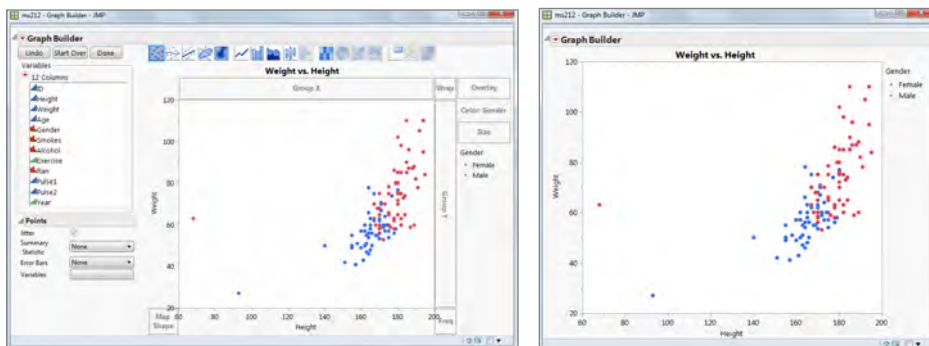 ms212 - Graph Builder - JMP
Graph Builder
Undo Start Over Done
Variables
12 Columns
ID
Height
Weight
Age
Gender
Smokes
Alcohol
Exercise
Ran
Pulse1
Pulse2
Year
Points
Jitter
Summary Statistic
None
Error Bars
None
Variables
Weight vs. Height
Group X
Wrap
Overlay
Color: Gender
Size
Gender
Female
Male
Group Y
Weight
120
100
80
60
40
20
Map Shape
60 80 100 120 140 160 180 200
Height
Freq
ms212 - Graph Builder - JMP
Graph Builder
Weight vs. Height
Gender
Female
Male
Weight
120
100
80
60
40
20
60 80 100 120 140 160 180 200
Height